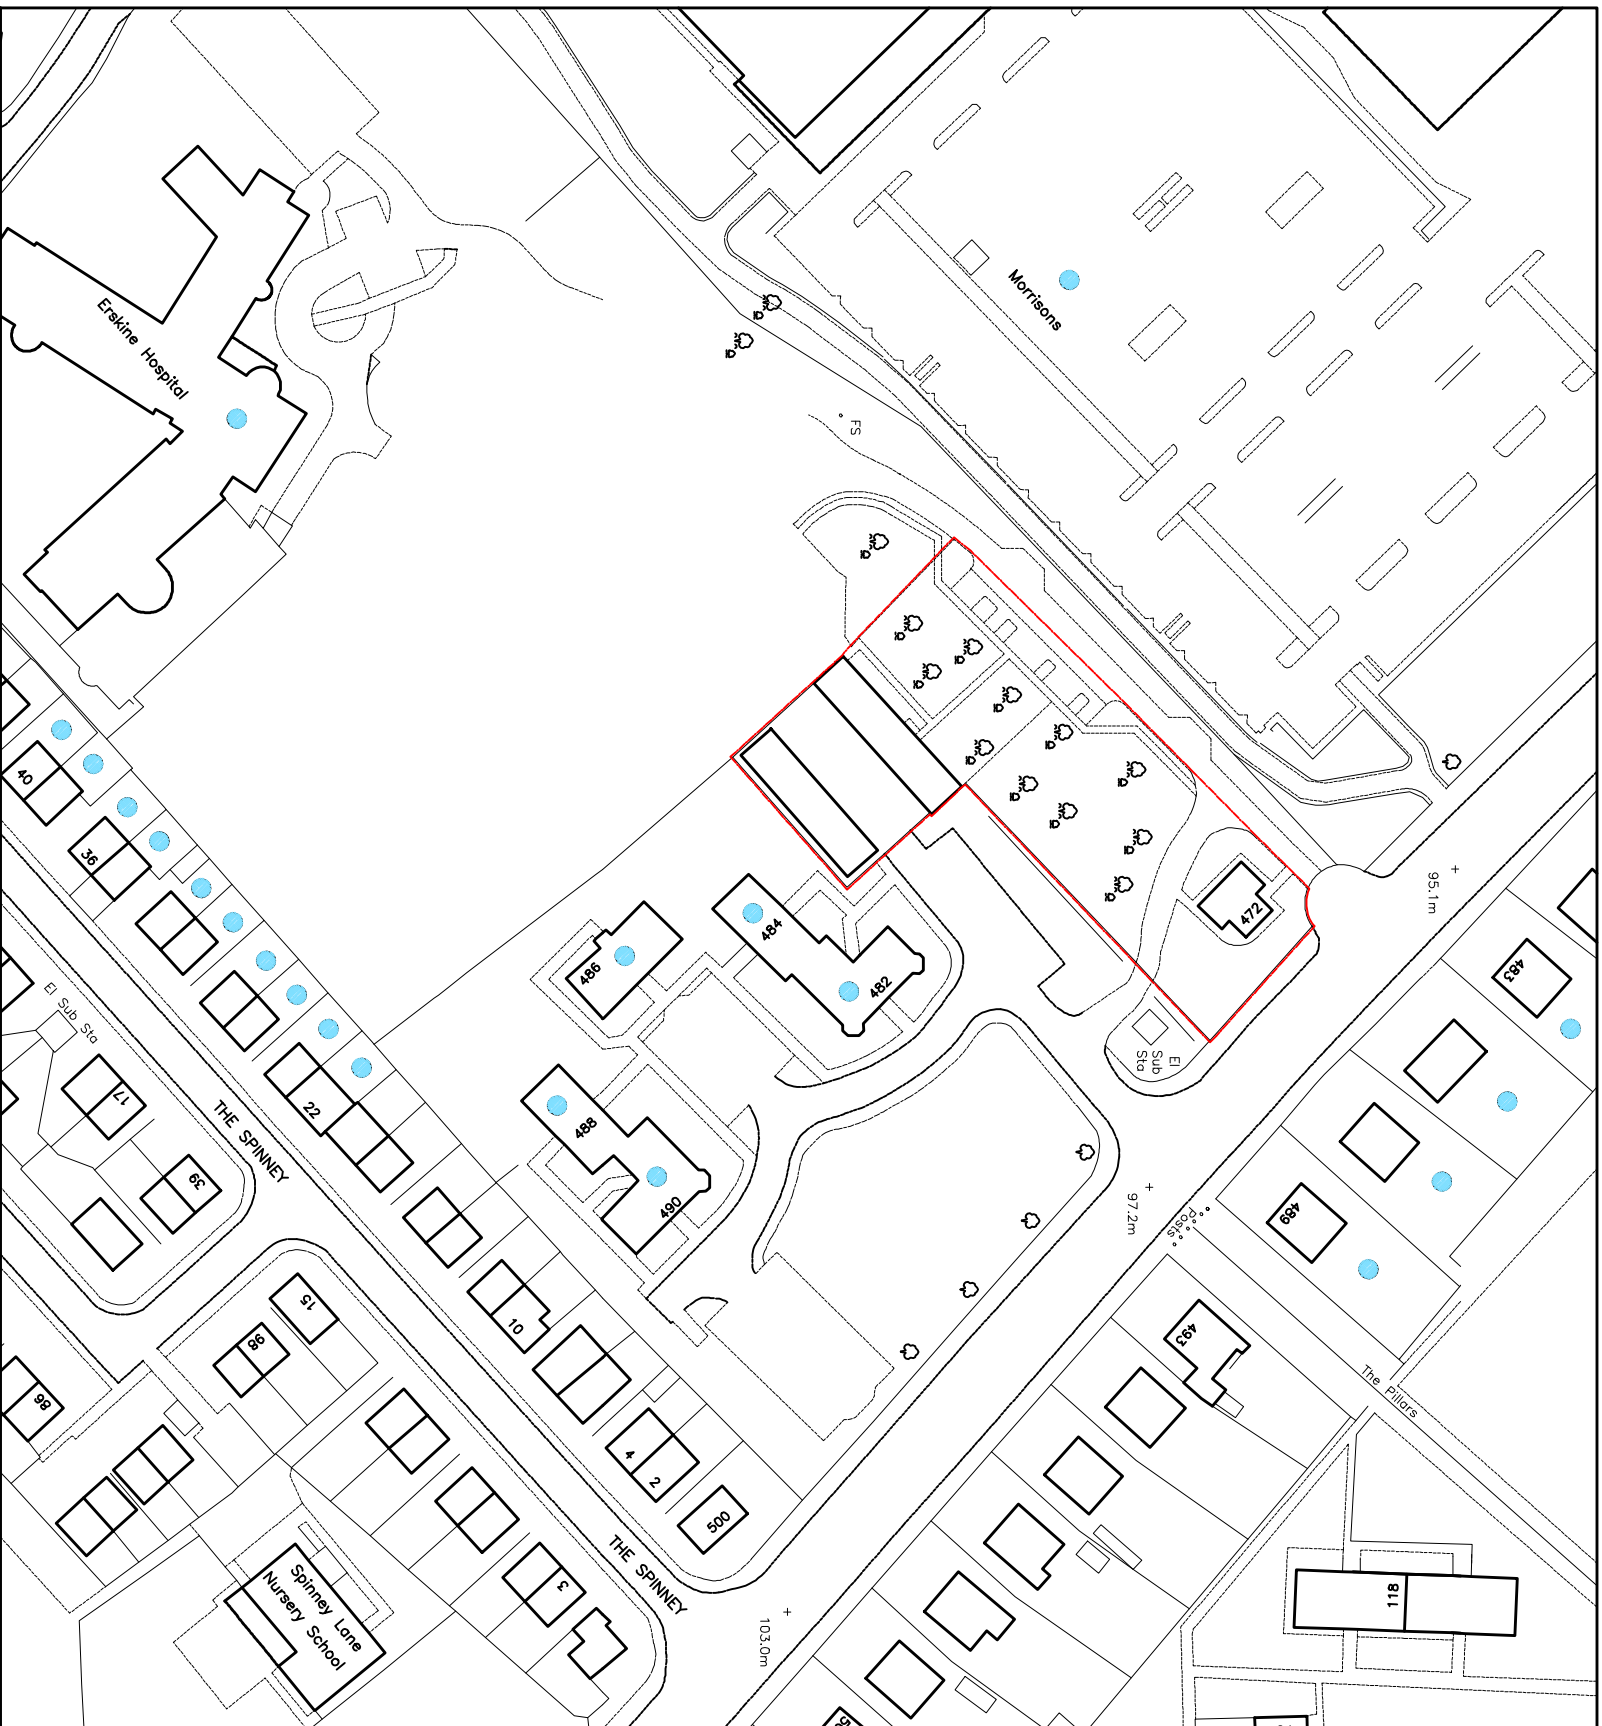 Morrisons
Erskine Hospital
FS
472
95.1m
483
484
482
486
El
Sub
Sta
40
36
El Sub Sta
17
22
THE SPINNEY
39
488
490
97.2m
Posts
489
15
98
10
493
The Pillars
86
4
2
500
THE SPINNEY
3
Spinney Lane
Nursery School
103.0m
118